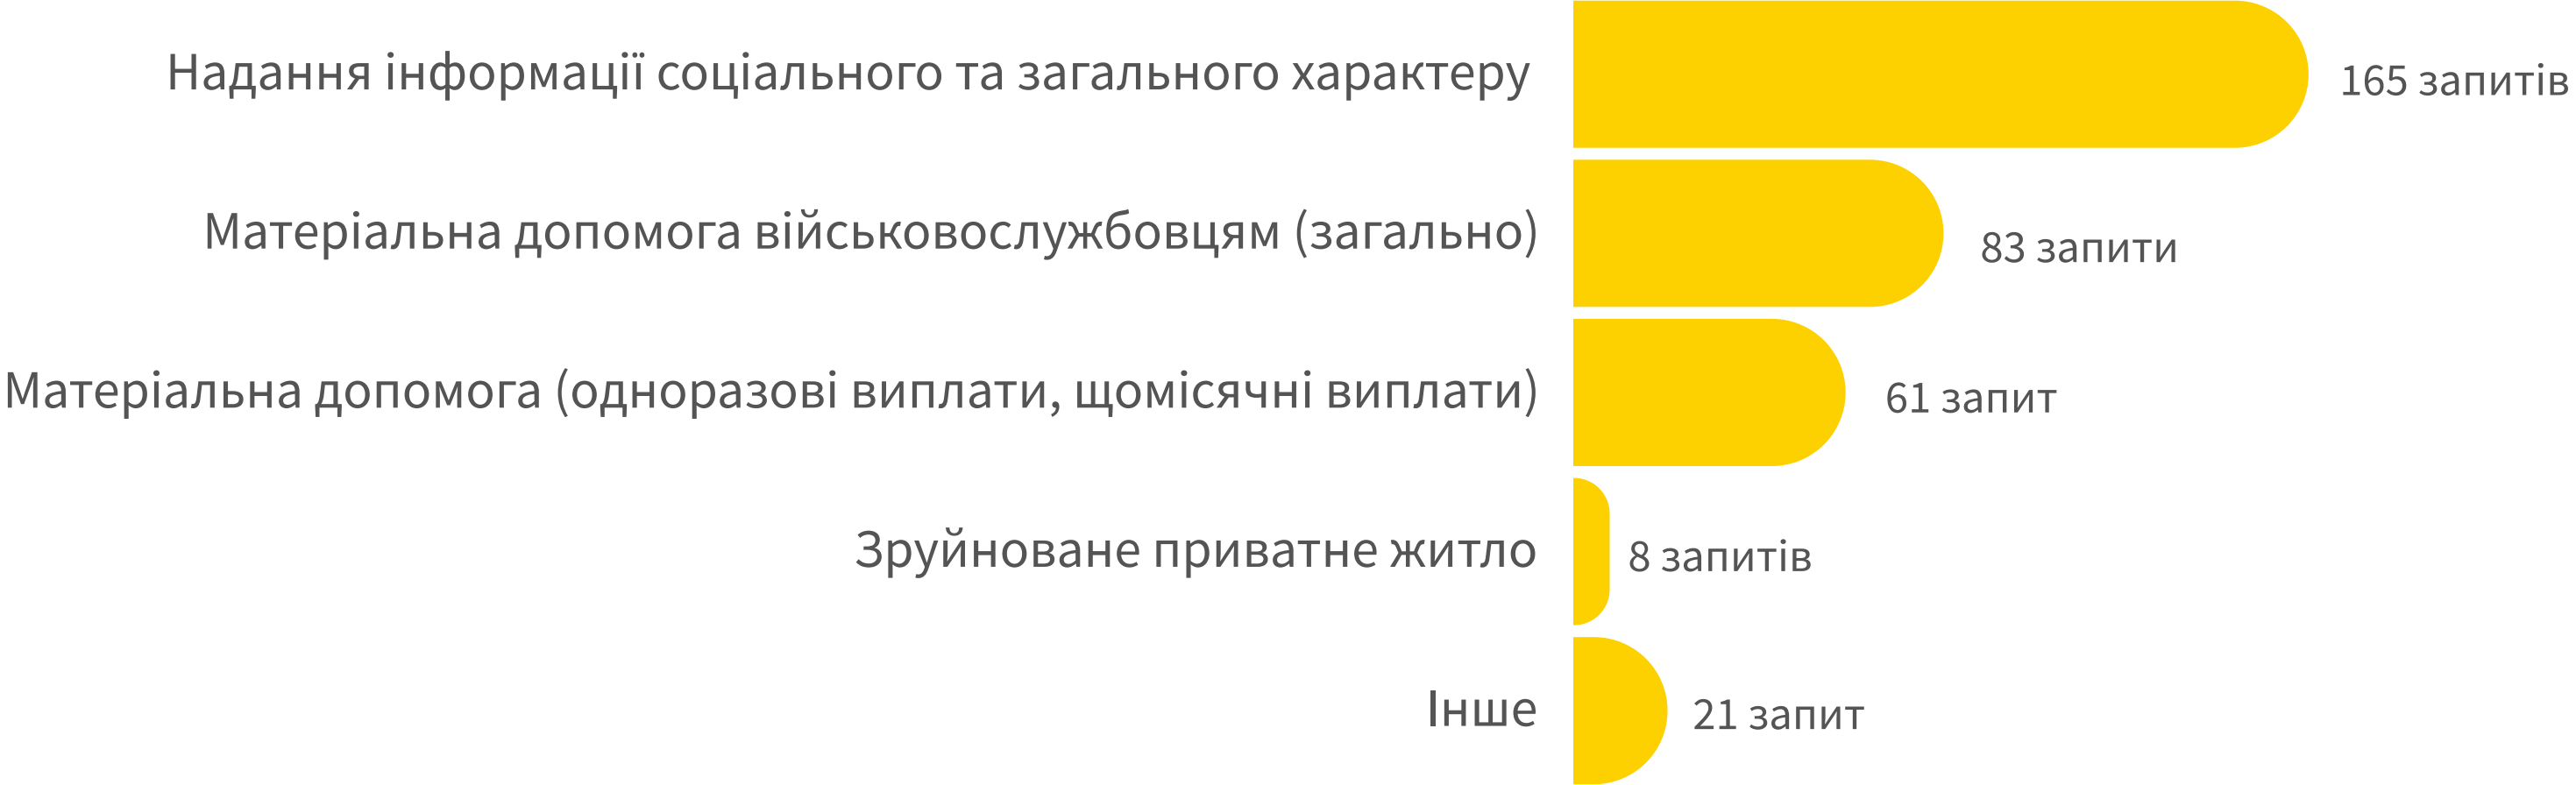 Надання інформації соціального та загального характеру
165 запитів
Матеріальна допомога військовослужбовцям (загально)
83 запити
Матеріальна допомога (одноразові виплати, щомісячні виплати)
61 запит
Зруйноване приватне житло
8 запитів
Інше
21 запит